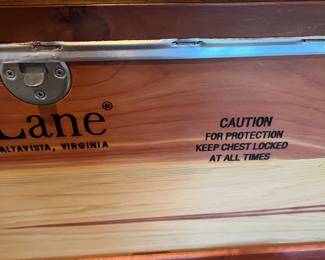 Lane®
ALTAVISTA, VIRGINIA
CAUTION
FOR PROTECTION
KEEP CHEST LOCKED
AT ALL TIMES